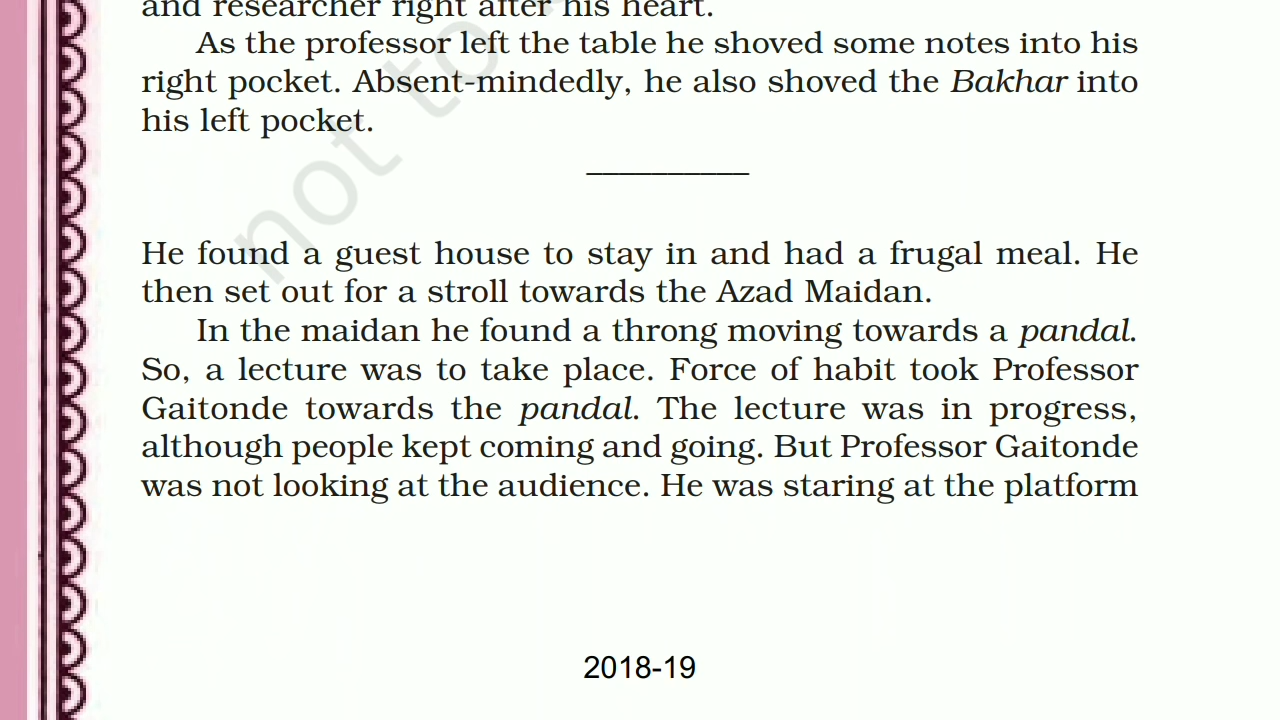 and researcher right after his heart.
As the professor left the table he shoved some notes into his
right pocket. Absent-mindedly, he also shoved the Bakhar into
his left pocket.
__________
He found a guest house to stay in and had a frugal meal. He
then set out for a stroll towards the Azad Maidan.
In the maidan he found a throng moving towards a pandal.
So, a lecture was to take place. Force of habit took Professor
Gaitonde towards the pandal. The lecture was in progress,
although people kept coming and going. But Professor Gaitonde
was not looking at the audience. He was staring at the platform
not to
2018-19